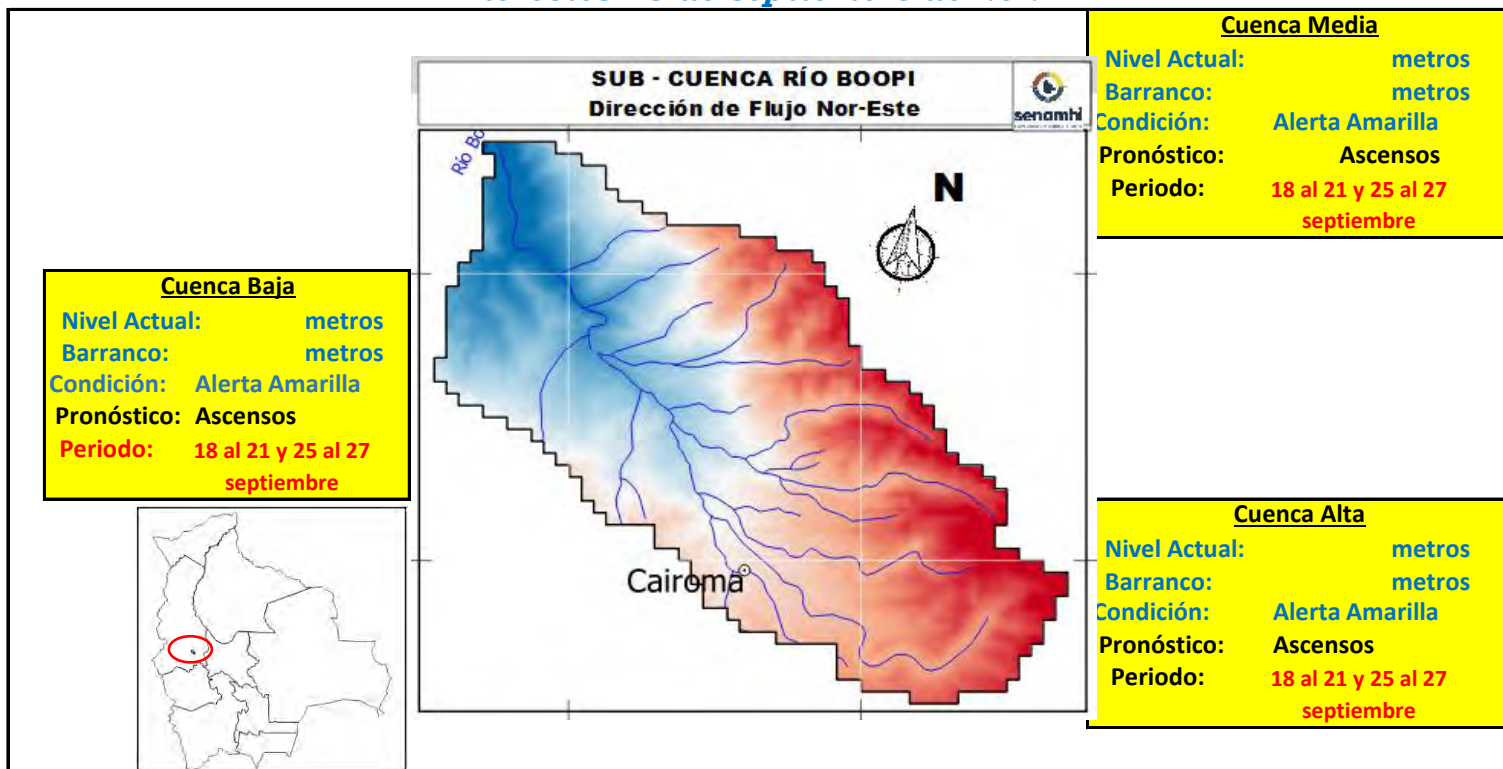 Cuenca Media
Nivel Actual: metros
Barranco: metros
Condición: Alerta Amarilla
Pronóstico: Ascensos
Periodo: 18 al 21 y 25 al 27
septiembre
SUB - CUENCA RÍO BOOPI
Dirección de Flujo Nor-Este
senamhi
Río Bo
N
Cuenca Baja
Nivel Actual: metros
Barranco: metros
Condición: Alerta Amarilla
Pronóstico: Ascensos
Periodo: 18 al 21 y 25 al 27
septiembre
Cairoma
Cuenca Alta
Nivel Actual: metros
Barranco: metros
Condición: Alerta Amarilla
Pronóstico: Ascensos
Periodo: 18 al 21 y 25 al 27
septiembre